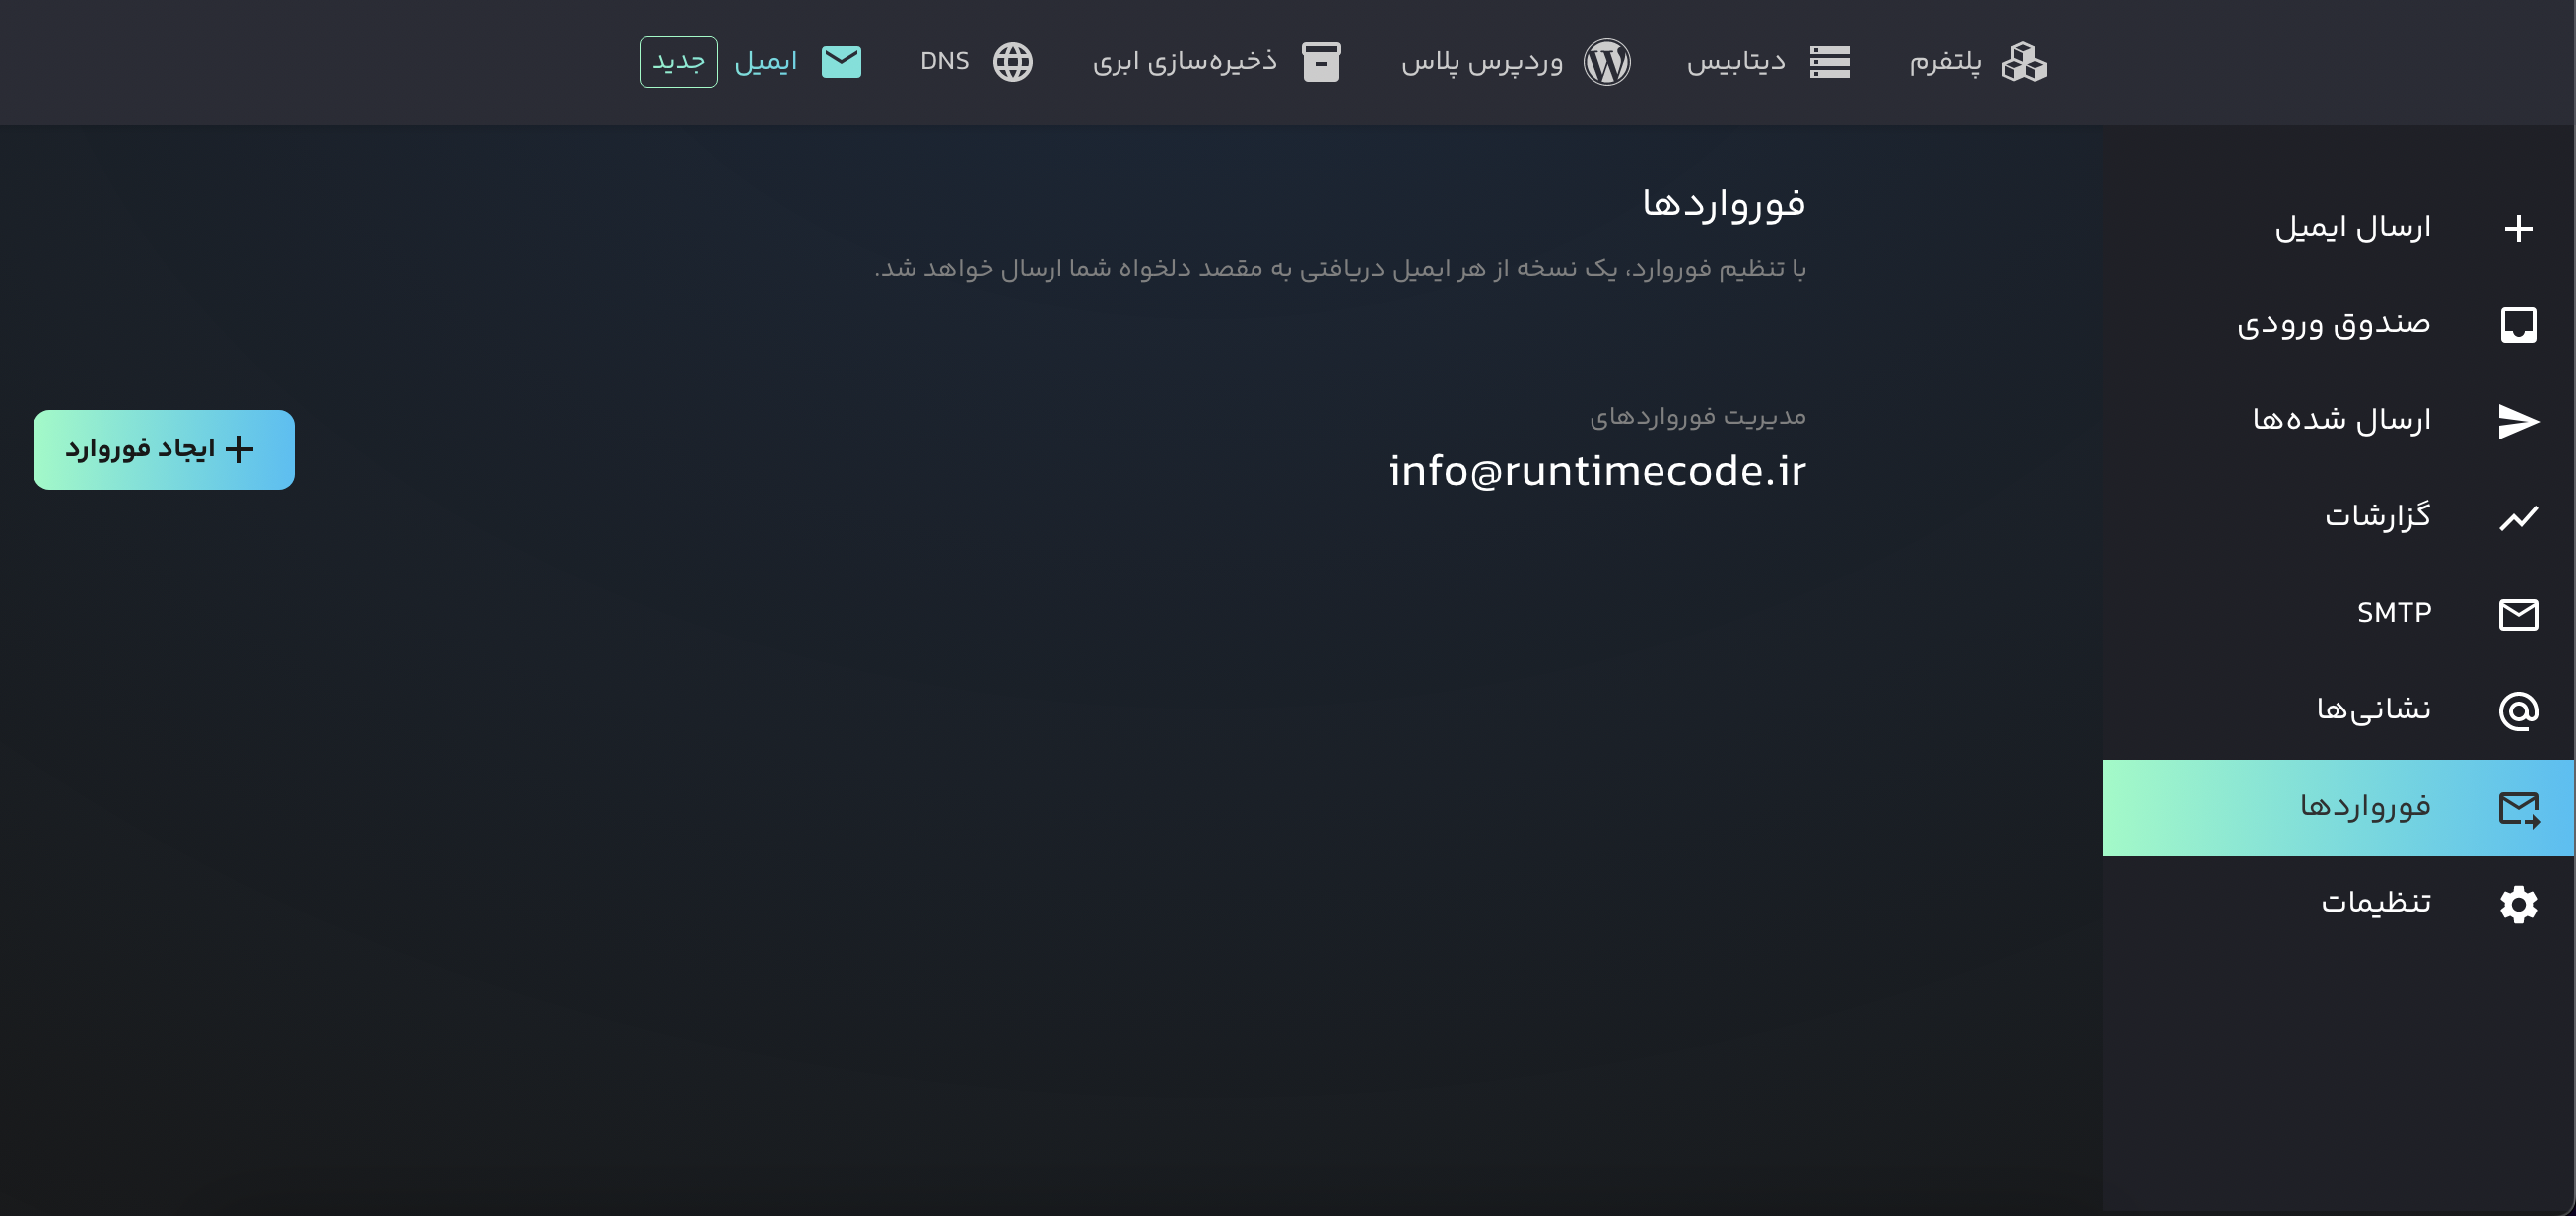 پلتفرم
دیتابیس
وردپرس پلاس
ذخیره‌سازی ابری
DNS
ایمیل
جدید
ارسال ایمیل
صندوق ورودی
ارسال شده‌ها
گزارشات
SMTP
نشانی‌ها
فورواردها
تنظیمات
فورواردها
با تنظیم فوروارد، یک نسخه از هر ایمیل دریافتی به مقصد دلخواه شما ارسال خواهد شد.
مدیریت فورواردهای
info@runtimecode.ir
ایجاد فوروارد